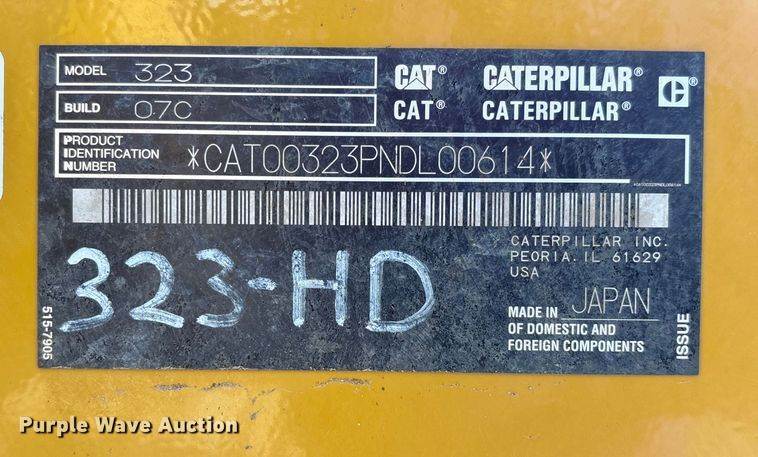 MODEL 323
BUILD 07C
CAT® CATERPILLAR® C®
CAT® CATERPILLAR®
PRODUCT
IDENTIFICATION
NUMBER
*CAT00323PNDL00614*
*CAT00323PNDL00614*
CATERPILLAR INC.
PEORIA. IL 61629
USA
323-HD
MADE IN JAPAN
OF DOMESTIC AND
FOREIGN COMPONENTS
515-7905
ISSUE
Purple Wave Auction